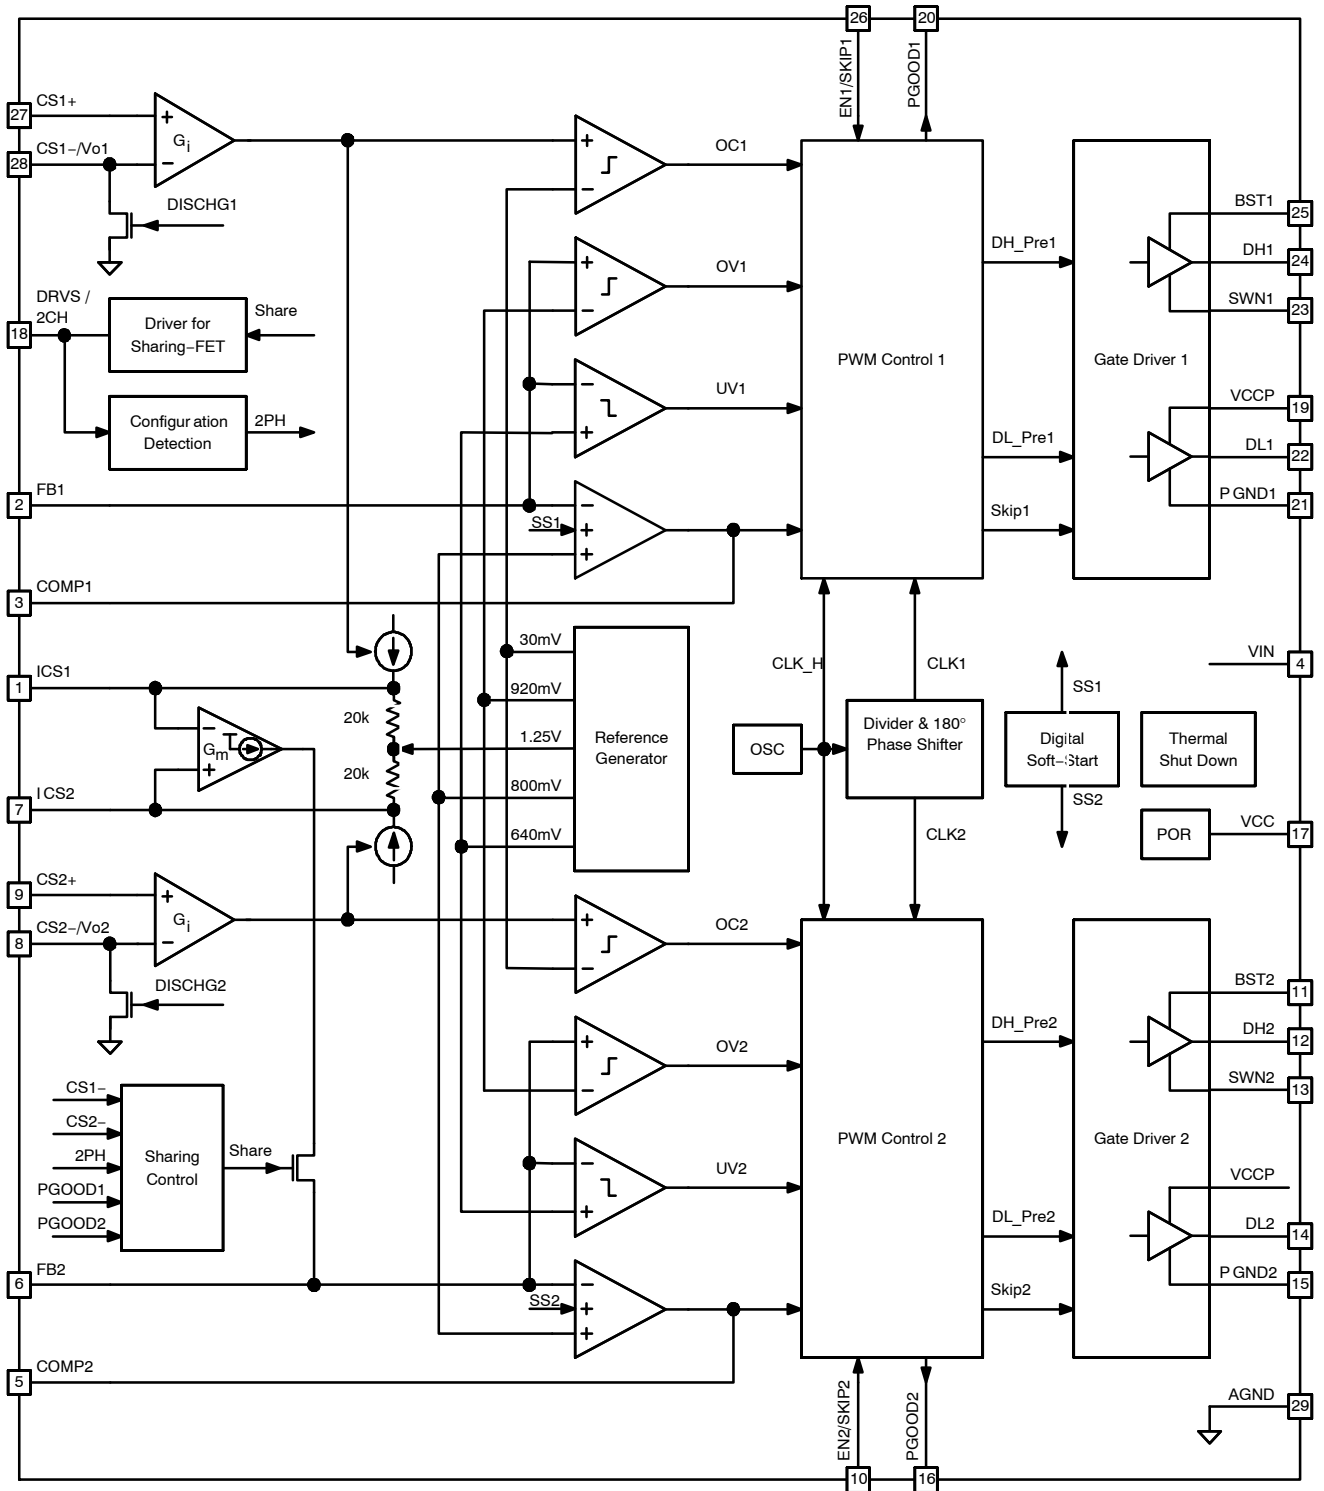 26
20
EN1/SKIP1
PGOOD1
27
CS1+
+
Gi
−
28
CS1−/Vo1
DISCHG1
+
−
OC1
+
−
OV1
−
+
UV1
−
SS1
+
+
PWM Control 1
DH_Pre1
DL_Pre1
Skip1
Gate Driver 1
BST1
25
DH1
24
SWN1
23
VCCP
19
DL1
22
PGND1
21
DRVS /
2CH
18
Driver for
Sharing−FET
Share
Configuration
Detection
2PH
2
FB1
3
COMP1
1
ICS1
−
Gm
+
7
ICS2
20k
20k
30mV
920mV
1.25V
800mV
640mV
Reference
Generator
OSC
CLK_H
CLK1
Divider & 180°
Phase Shifter
CLK2
SS1
Digital
Soft−Start
SS2
Thermal
Shut Down
VIN
4
POR
VCC
17
9
CS2+
+
Gi
−
8
CS2−/Vo2
DISCHG2
+
−
OC2
+
−
OV2
−
+
UV2
−
SS2
+
+
PWM Control 2
DH_Pre2
DL_Pre2
Skip2
Gate Driver 2
BST2
11
DH2
12
SWN2
13
VCCP
DL2
14
PGND2
15
CS1−
CS2−
2PH
PGOOD1
PGOOD2
Sharing
Control
Share
6
FB2
5
COMP2
EN2/SKIP2
PGOOD2
10
16
AGND
29